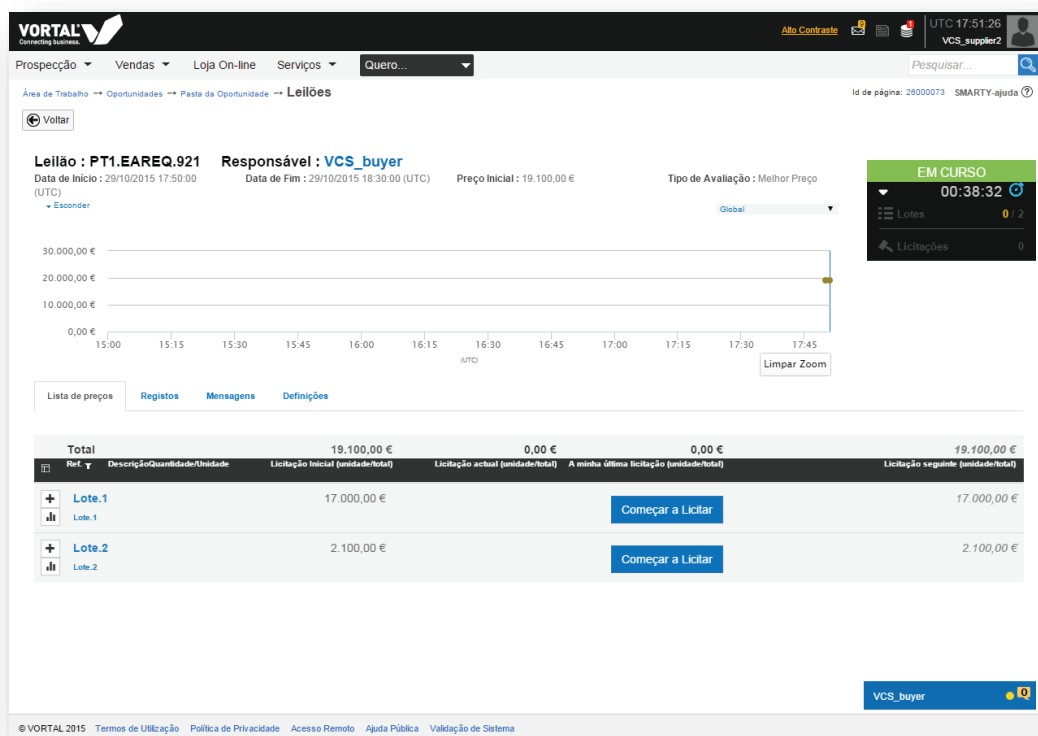 VORTAL
Connecting business.
Alto Contraste
UTC 17:51:26
VCS_supplier2
Prospecção Vendas Loja On-line Serviços Quero... Pesquisar...
Área de Trabalho → Oportunidades → Pasta da Oportunidade → Leilões
Id de página: 26000073 SMARTY-ajuda
Voltar
Leilão : PT1.EAREQ.921 Responsável : VCS_buyer
Data de Início : 29/10/2015 17:50:00 (UTC)
Data de Fim : 29/10/2015 18:30:00 (UTC)
Preço Inicial : 19.100,00 €
Tipo de Avaliação : Melhor Preço
Esconder
Global
EM CURSO
00:38:32
Lotes 0 / 2
Licitações 0
30.000,00 €
20.000,00 €
10.000,00 €
0,00 €
15:00 15:15 15:30 15:45 16:00 16:15 16:30 16:45 17:00 17:15 17:30 17:45
(UTC)
Limpar Zoom
Lista de preços Registos Mensagens Definições
Total 19.100,00 € 0,00 € 0,00 € 19.100,00 €
Ref. DescriçãoQuantidade/Unidade Licitação Inicial (unidade/total) Licitação actual (unidade/total) A minha última licitação (unidade/total) Licitação seguinte (unidade/total)
Lote.1 17.000,00 € Começar a Licitar 17.000,00 €
Lote.1
Lote.2 2.100,00 € Começar a Licitar 2.100,00 €
Lote.2
VCS_buyer 0
© VORTAL 2015 Termos de Utilização Política de Privacidade Acesso Remoto Ajuda Pública Validação de Sistema